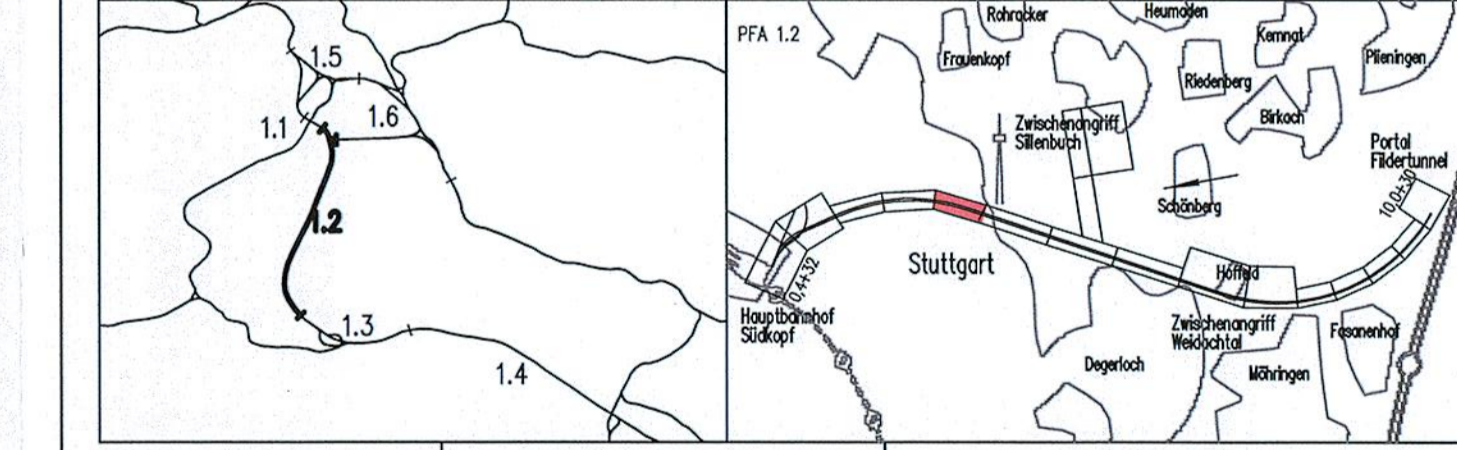 1.5
1.6
1.1
1.2
1.3
1.4
PFA 1.2
Rohracker
Heumaden
Kemnat
Plieningen
Frauenkopf
Riedenberg
Birkach
Zwischenangriff
Sillenbuch
Portal
Fildertunnel
10,0+30
Schönberg
Stuttgart
Hoffeld
0,4+32
Hauptbahnhof
Südkopf
Zwischenangriff
Weidachtal
Fasanenhof
Degerloch
Möhringen